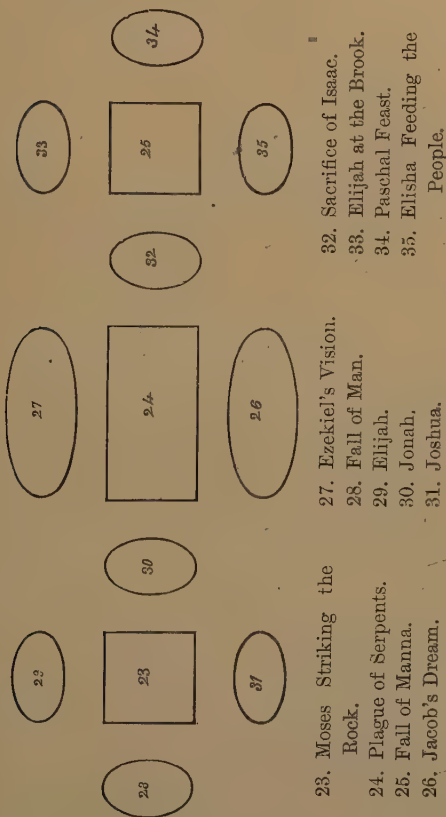 29 27 33
28 23 30 24 32 25 34
31 26 35
23. Moses Striking the
Rock.
24. Plague of Serpents.
25. Fall of Manna.
26. Jacob's Dream.
27. Ezekiel's Vision.
28. Fall of Man.
29. Elijah.
30. Jonah.
31. Joshua.
32. Sacrifice of Isaac.
33. Elijah at the Brook.
34. Paschal Feast.
35. Elisha Feeding the
People.